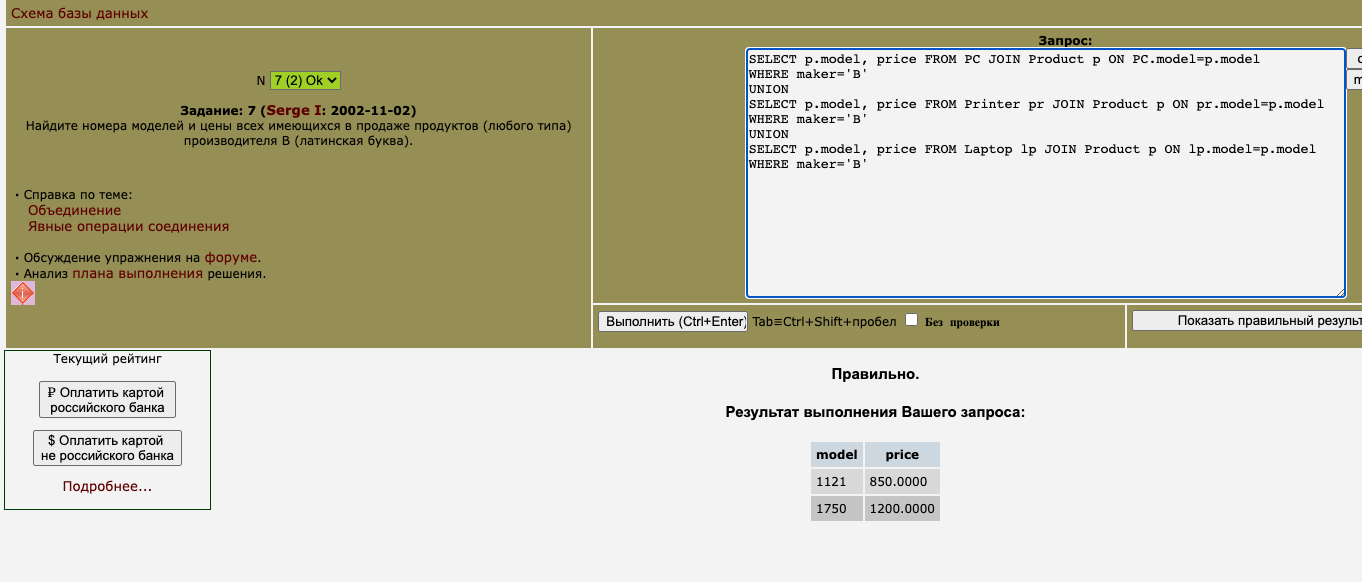 Схема базы данных
N 7 (2) Ok
Задание: 7 (Serge I: 2002-11-02)
Найдите номера моделей и цены всех имеющихся в продаже продуктов (любого типа)
производителя B (латинская буква).
· Справка по теме:
Объединение
Явные операции соединения
· Обсуждение упражнения на форуме.
· Анализ плана выполнения решения.
Запрос:
SELECT p.model, price FROM PC JOIN Product p ON PC.model=p.model
WHERE maker='B'
UNION
SELECT p.model, price FROM Printer pr JOIN Product p ON pr.model=p.model
WHERE maker='B'
UNION
SELECT p.model, price FROM Laptop lp JOIN Product p ON lp.model=p.model
WHERE maker='B'
Выполнить (Ctrl+Enter) Tab≡Ctrl+Shift+пробел Без проверки
Показать правильный результ
Текущий рейтинг
₽ Оплатить картой
российского банка
$ Оплатить картой
не российского банка
Подробнее...
Правильно.
Результат выполнения Вашего запроса:
model price
1121 850.0000
1750 1200.0000